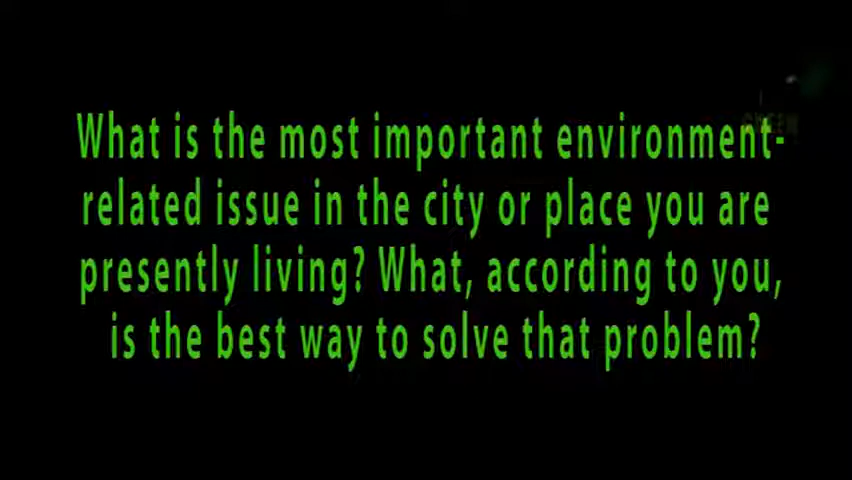 What is the most important environment-
related issue in the city or place you are
presently living? What, according to you,
is the best way to solve that problem?